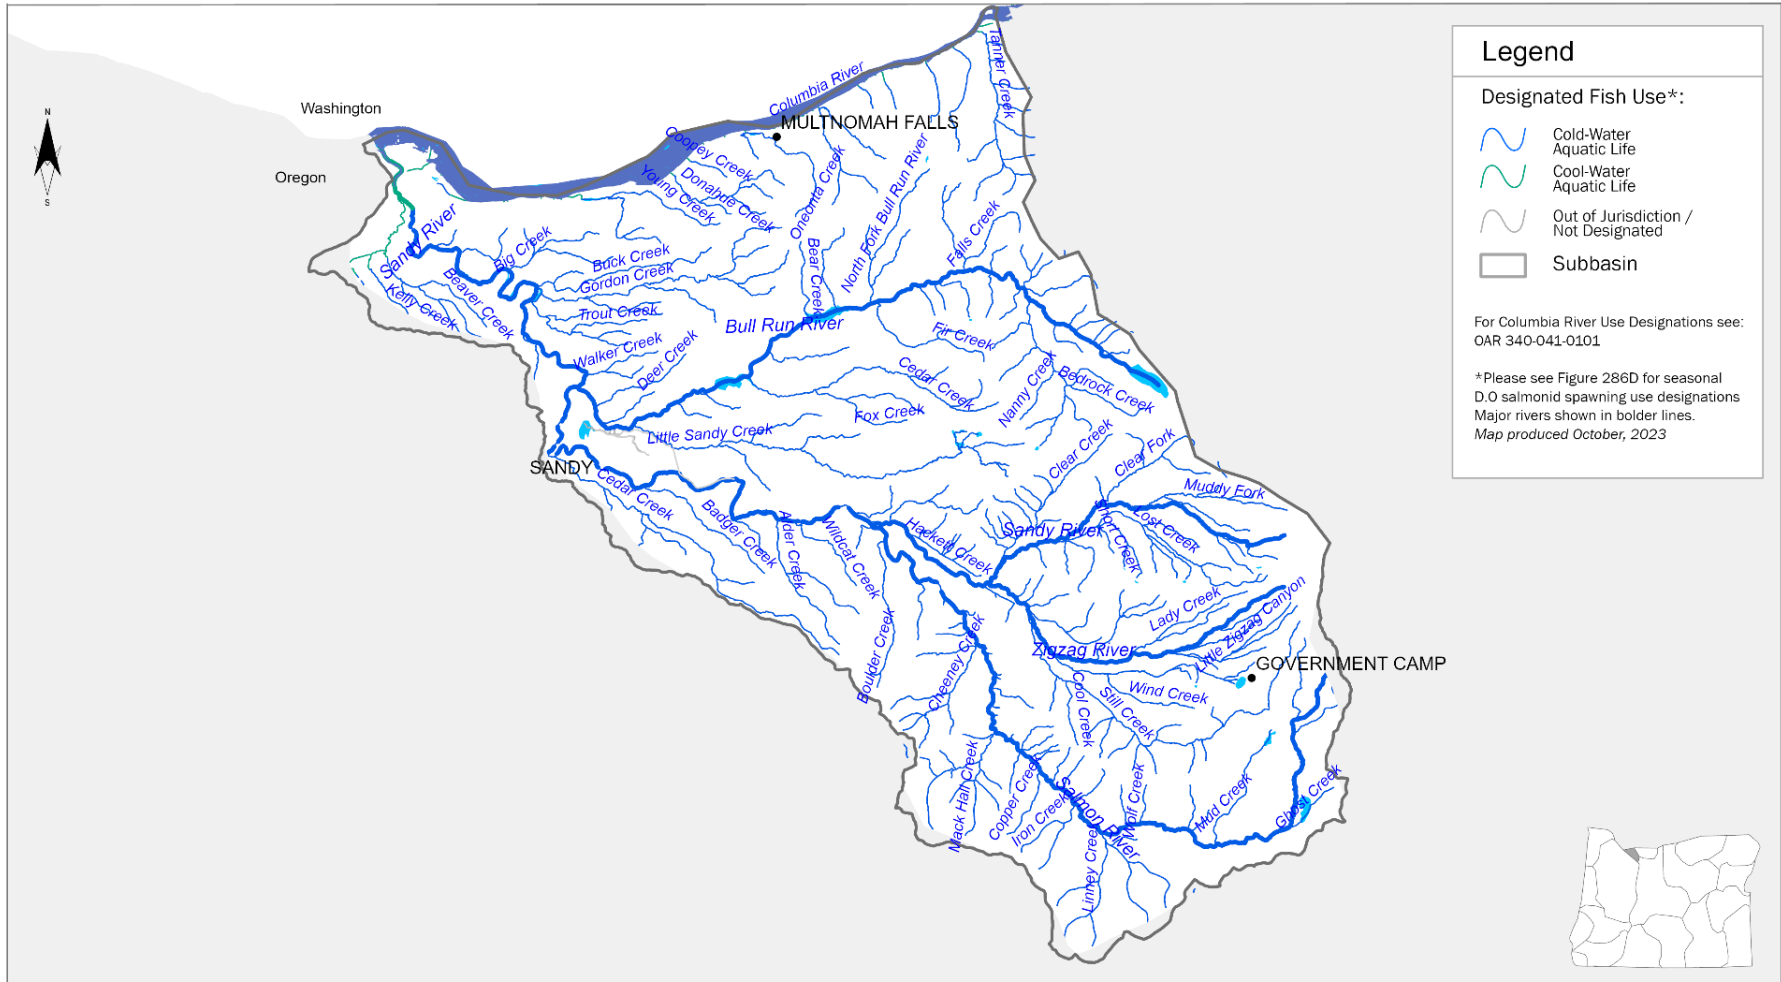 Legend
Designated Fish Use*:
Cold-Water
Aquatic Life
Cool-Water
Aquatic Life
Out of Jurisdiction /
Not Designated
Subbasin
For Columbia River Use Designations see:
OAR 340-041-0101
*Please see Figure 286D for seasonal
D.O salmonid spawning use designations
Major rivers shown in bolder lines.
Map produced October, 2023
N
S
Washington
Oregon
Columbia River
Tanner Creek
MULTNOMAH FALLS
Coopey Creek
Donahue Creek
Young Creek
Oneonta Creek
North Fork Bull Run River
Falls Creek
Bear Creek
Sandy River
Big Creek
Buck Creek
Gordon Creek
Beaver Creek
Kelly Creek
Trout Creek
Bull Run River
Walker Creek
Deer Creek
Fir Creek
Cedar Creek
Nanny Creek
Bedrock Creek
Fox Creek
Little Sandy Creek
Clear Creek
Clear Fork
SANDY
Cedar Creek
Badger Creek
Alder Creek
Wildcat Creek
Hackett Creek
Sandy River
Short Creek
Lost Creek
Muddy Fork
Lady Creek
Little Zigzag Canyon
Zigzag River
GOVERNMENT CAMP
Boulder Creek
Cheeney Creek
Cool Creek
Still Creek
Wind Creek
Mack Hall Creek
Copper Creek
Iron Creek
Salmon River
Wolf Creek
Mud Creek
Ghost Creek
Linney Creek